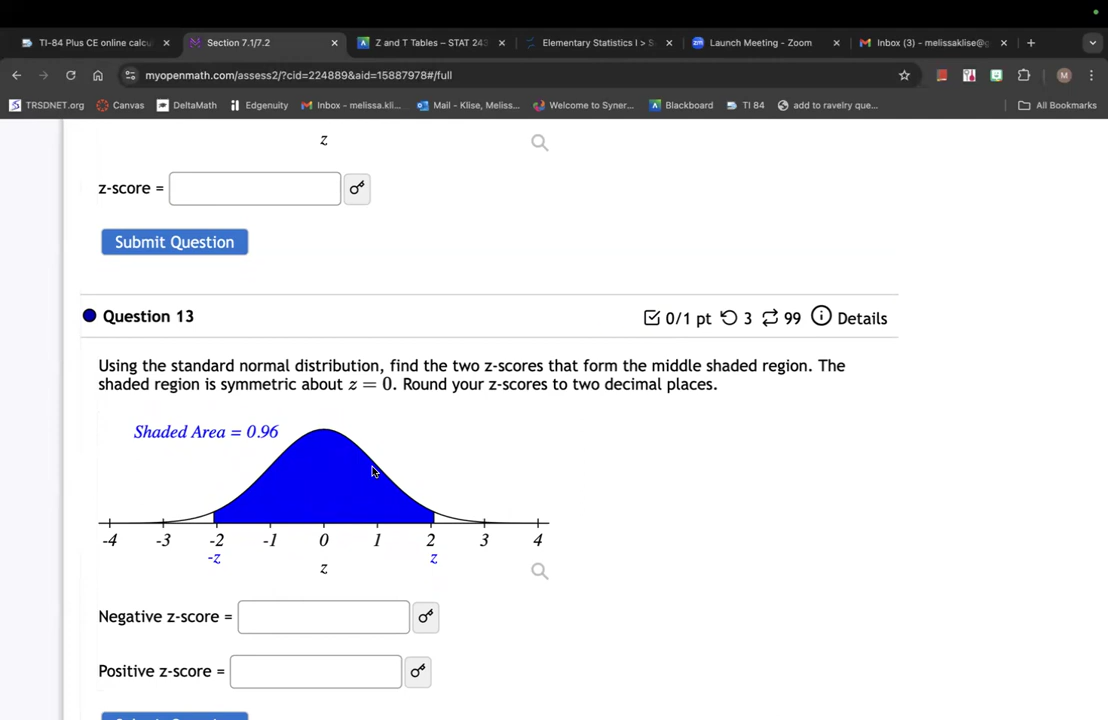 TI-84 Plus CE online calcu
Section 7.1/7.2
Z and T Tables – STAT 243
Elementary Statistics I > S
Launch Meeting - Zoom
Inbox (3) - melissaklise@g
myopenmath.com/assess2/?cid=224889&aid=15887978#/full
M
TRSDNET.org
Canvas
DeltaMath
Edgenuity
Inbox - melissa.kli...
Mail - Klise, Meliss...
Welcome to Syner...
Blackboard
TI 84
add to ravelry que...
All Bookmarks
z
z-score =
Submit Question
Question 13
0/1 pt 3 99 Details
Using the standard normal distribution, find the two z-scores that form the middle shaded region. The
shaded region is symmetric about z = 0. Round your z-scores to two decimal places.
Shaded Area = 0.96
-4 -3 -2 -1 0 1 2 3 4
-z z
z
Negative z-score =
Positive z-score =